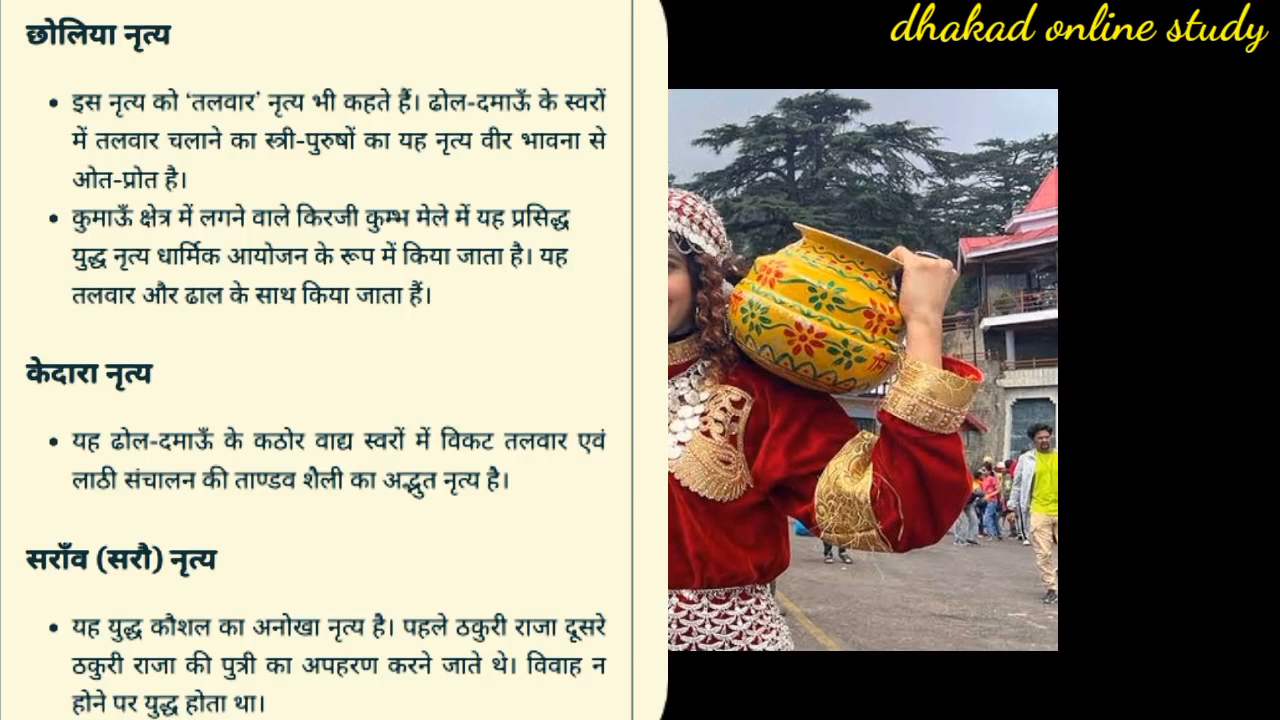 dhakad online study
छोलिया नृत्य
• इस नृत्य को ‘तलवार’ नृत्य भी कहते हैं। ढोल-दमाऊँ के स्वरों
में तलवार चलाने का स्त्री-पुरुषों का यह नृत्य वीर भावना से
ओत-प्रोत है।
• कुमाऊँ क्षेत्र में लगने वाले किरजी कुम्भ मेले में यह प्रसिद्ध
युद्ध नृत्य धार्मिक आयोजन के रूप में किया जाता है। यह
तलवार और ढाल के साथ किया जाता हैं।
केदारा नृत्य
• यह ढोल-दमाऊँ के कठोर वाद्य स्वरों में विकट तलवार एवं
लाठी संचालन की ताण्डव शैली का अद्भुत नृत्य है।
सराँव (सरौ) नृत्य
• यह युद्ध कौशल का अनोखा नृत्य है। पहले ठकुरी राजा दूसरे
ठकुरी राजा की पुत्री का अपहरण करने जाते थे। विवाह न
होने पर युद्ध होता था।